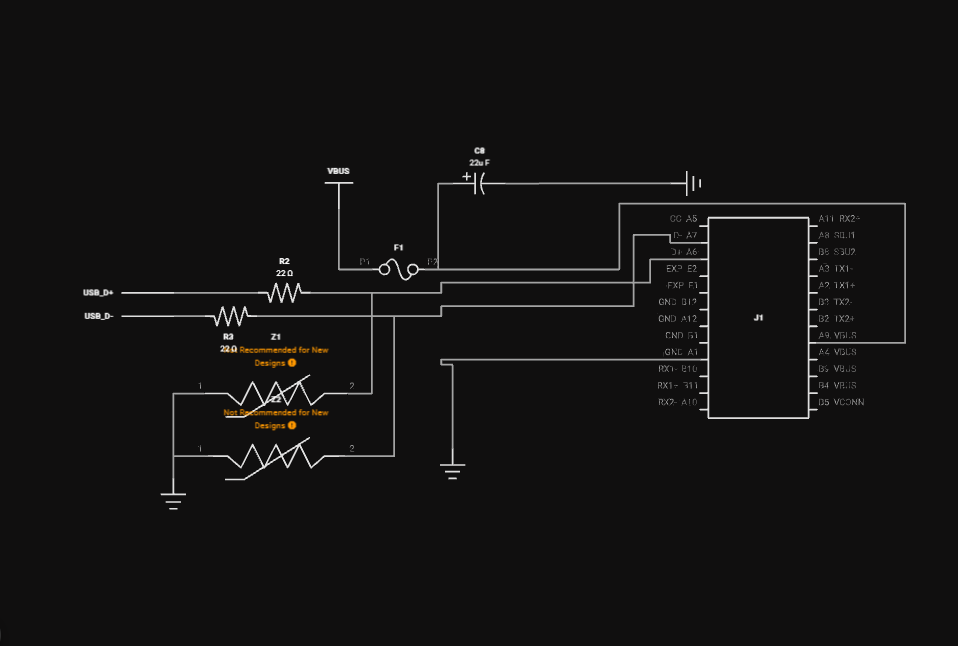 C8
22u F
VBUS
F1
P1
P2
R2
22 Ω
USB_D+
USB_D-
R3
22 Ω
Z1
Not Recommended for New
Designs
1
2
Z2
Not Recommended for New
Designs
1
2
J1
CC A5
D- A7
D+ A6
EXP E2
EXP E1
GND B12
GND A12
GND B1
GND A1
RX1- B10
RX1+ B11
RX2- A10
A11 RX2+
A8 SBU1
B8 SBU2
A3 TX1-
A2 TX1+
B3 TX2-
B2 TX2+
A9 VBUS
A4 VBUS
B9 VBUS
B4 VBUS
B5 VCONN